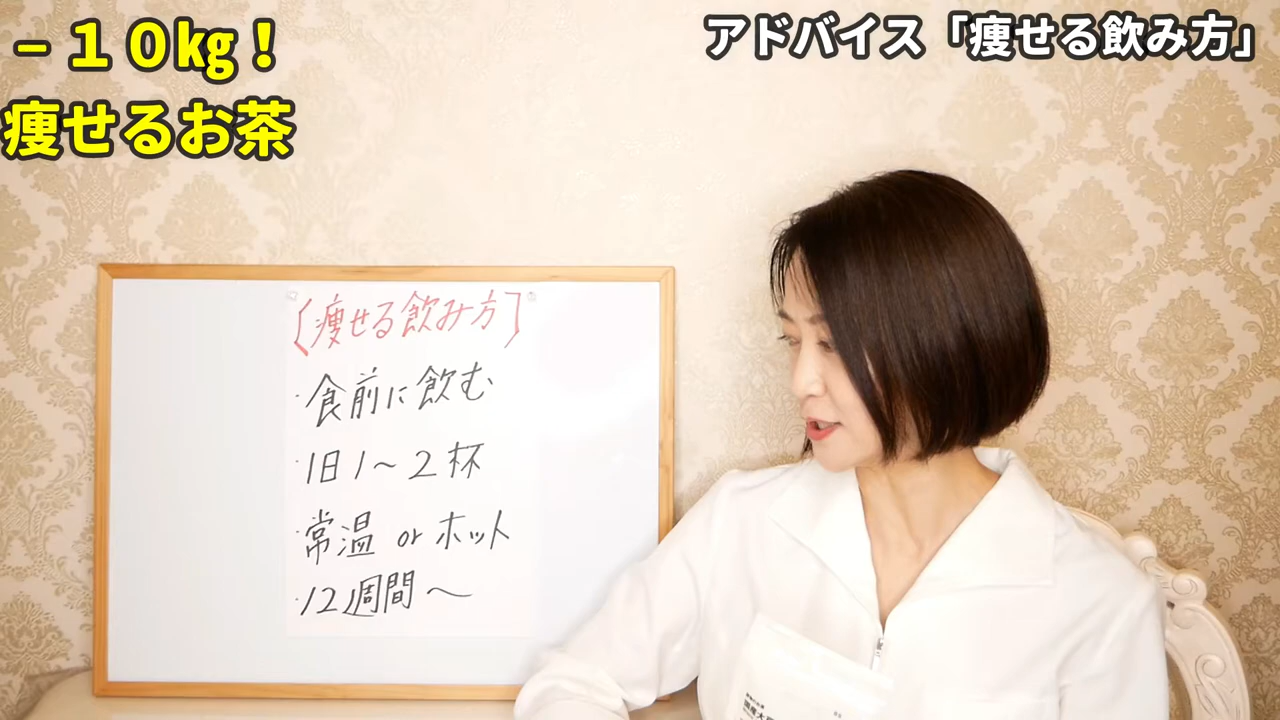 −１０㎏！
痩せるお茶
アドバイス「痩せる飲み方」
[痩せる飲み方]
・食前に飲む
・1日1〜2杯
・常温 or ホット
・12週間〜